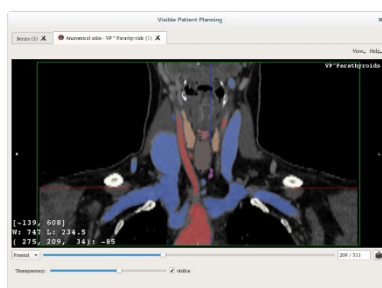 Visible Patient Planning
Series (1) ✗ Anatomical atlas - VP^Parathyroids (1) ✗
View.. Help..
VP^Parathyroids
[-139, 608]
W: 747 L: 234.5
( 275, 209, 34): -85
Frontal 209 / 511
Transparency: visible